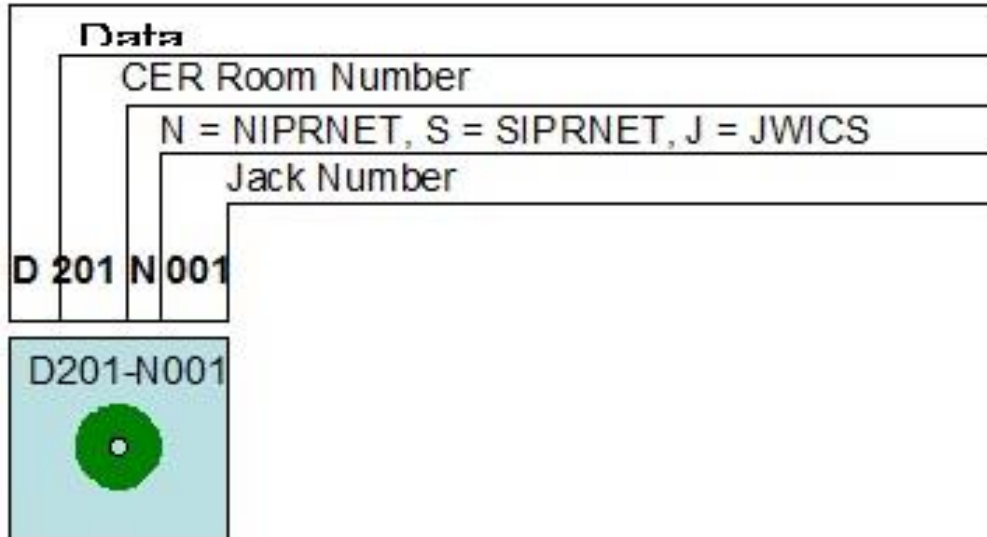 Data
CER Room Number
N = NIPRNET, S = SIPRNET, J = JWICS
Jack Number
D 201 N 001
D201-N001